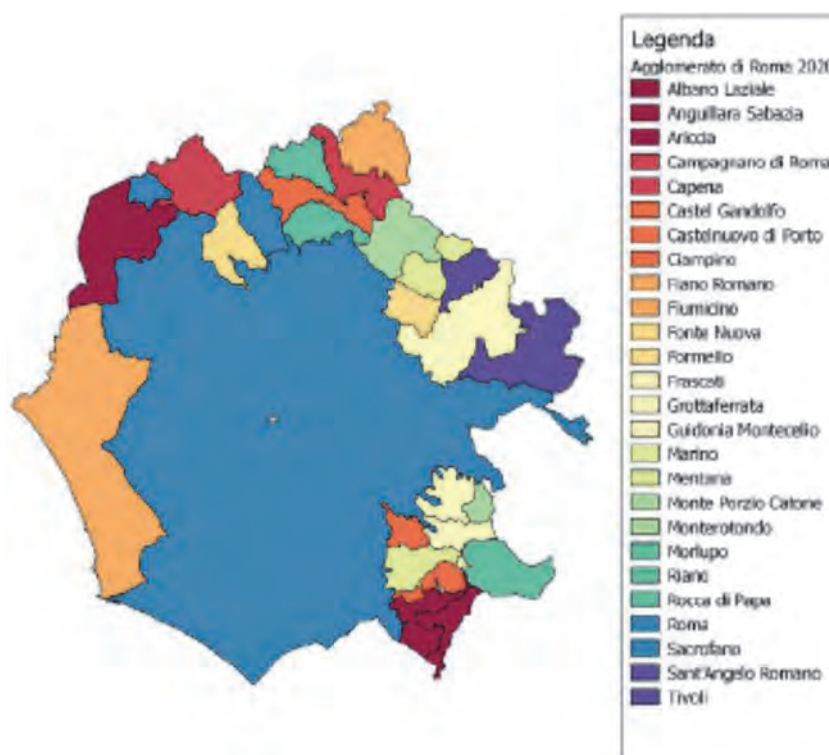 Legenda
Agglomerato di Roma 2020
Albano Laziale
Anguillara Sabazia
Ariccia
Campagnano di Roma
Capena
Castel Gandolfo
Castelnuovo di Porto
Ciampino
Fiano Romano
Fiumicino
Fonte Nuova
Formello
Frascati
Grottaferrata
Guidonia Montecelio
Marino
Mentana
Monte Porzio Catone
Monterotondo
Morlupo
Riano
Rocca di Papa
Roma
Sacrofano
Sant'Angelo Romano
Tivoli